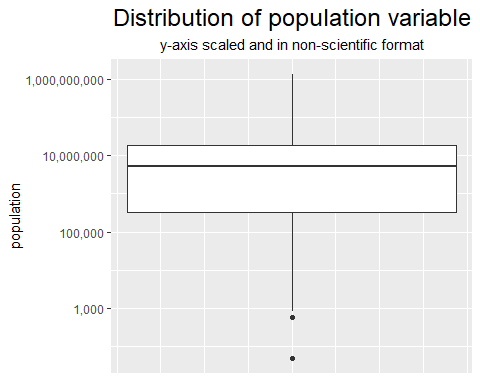 Distribution of population variable
y-axis scaled and in non-scientific format
1,000,000,000
10,000,000
100,000
1,000
population